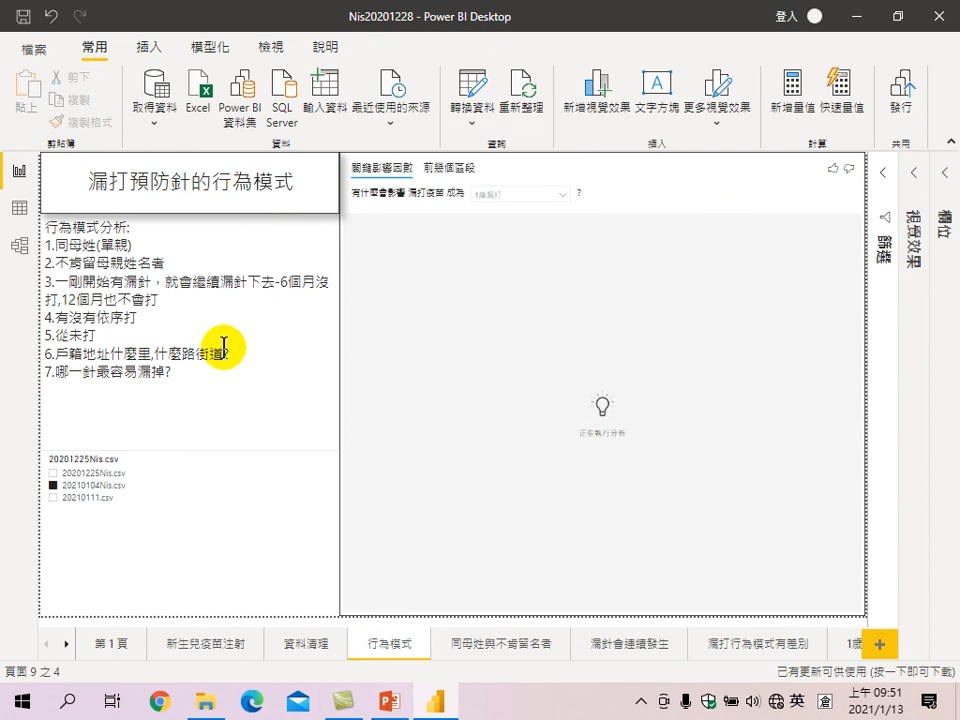 Nis20201228 - Power BI Desktop
登入
檔案
常用
插入
模型化
檢視
說明
貼上
剪下
複製
複製格式
剪貼簿
取得資料
Excel
Power BI
資料集
SQL
Server
輸入資料
最近使用的來源
資料
轉換資料
重新整理
查詢
新增視覺效果
文字方塊
更多視覺效果
插入
新增量值
快速量值
計算
發行
共用
漏打預防針的行為模式
行為模式分析:
1.同母姓(單親)
2.不肯留母親姓名者
3.一剛開始有漏針，就會繼續漏針下去-6個月沒
打,12個月也不會打
4.有沒有依序打
5.從未打
6.戶籍地址什麼里,什麼路街道?
7.哪一針最容易漏掉?
20201225Nis.csv
20201225Nis.csv
20210104Nis.csv
20210111.csv
關鍵影響因數
前幾個區段
有什麼會影響 漏打疫苗 成為
1歲漏打
?
正在執行分析
篩選
視覺效果
欄位
第 1 頁
新生兒疫苗注射
資料清理
行為模式
同母姓與不肯留名者
漏針會連續發生
漏打行為模式有差別
1歲
頁面 9 之 4
已有更新可供使用 (按一下即可下載)
英
上午 09:51
2021/1/13